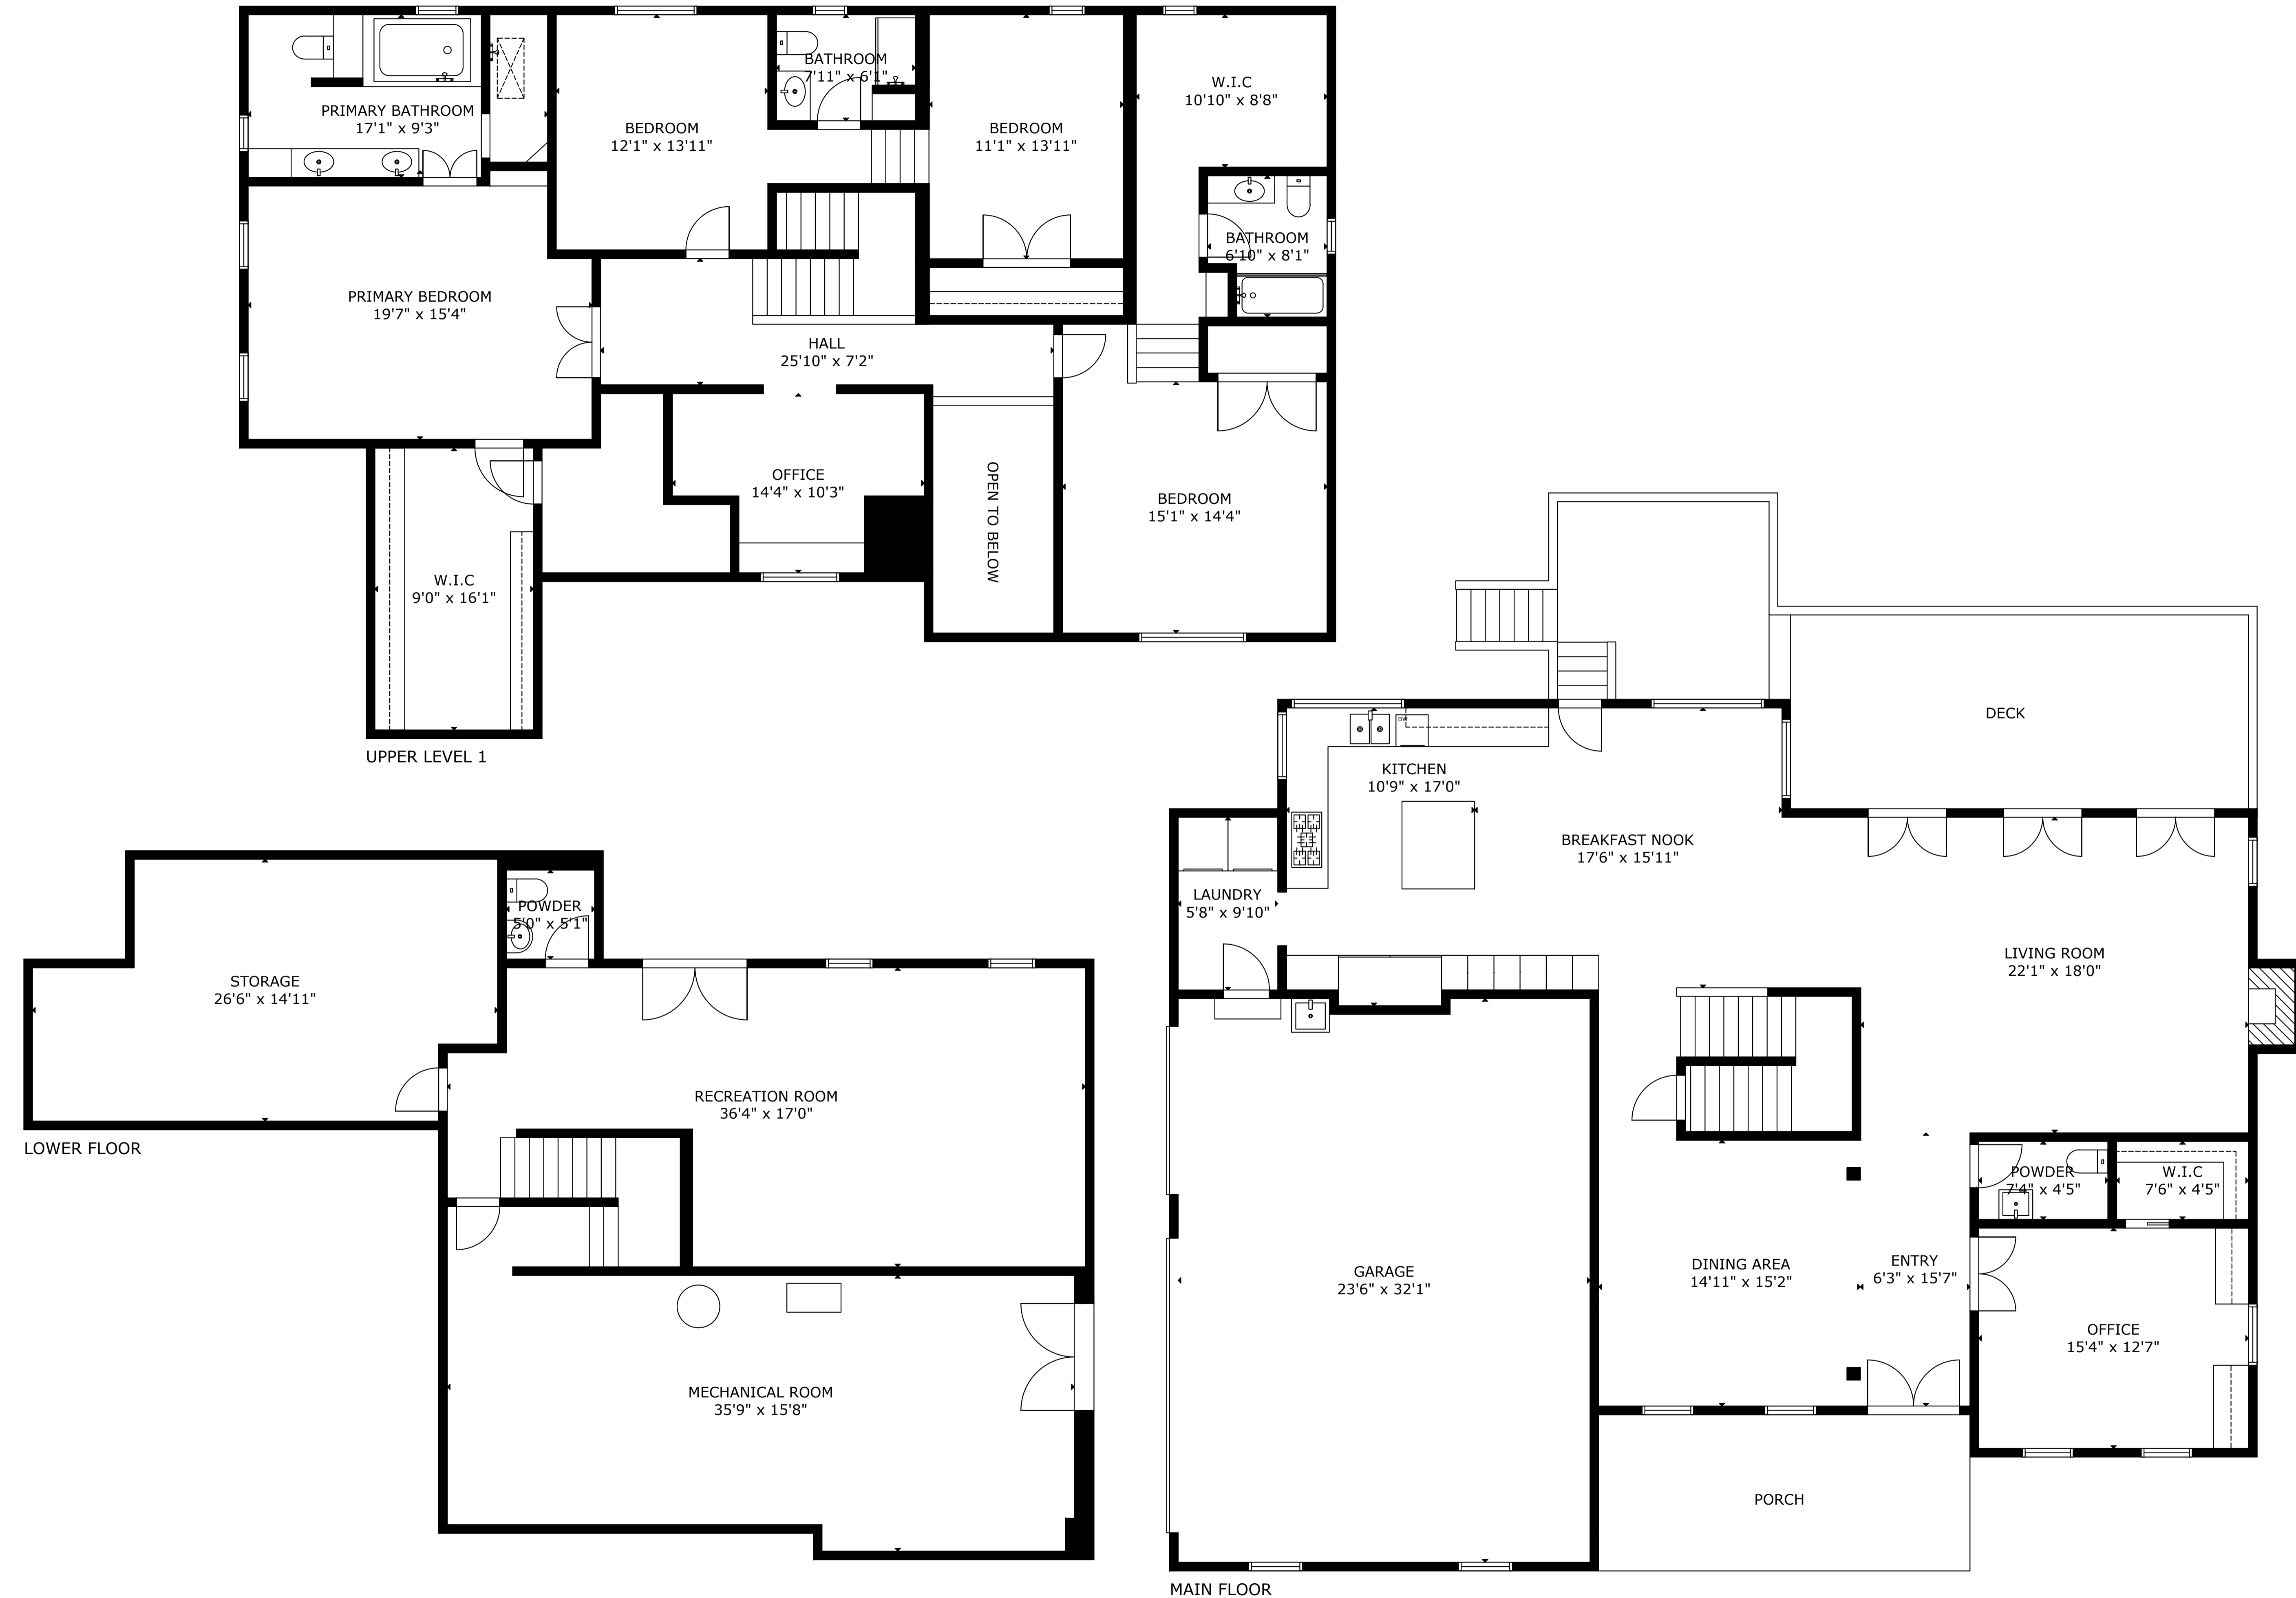 PRIMARY BATHROOM
17'1" x 9'3"
BEDROOM
12'1" x 13'11"
BATHROOM
7'11" x 6'1"
BEDROOM
11'1" x 13'11"
W.I.C
10'10" x 8'8"
BATHROOM
6'10" x 8'1"
PRIMARY BEDROOM
19'7" x 15'4"
HALL
25'10" x 7'2"
OFFICE
14'4" x 10'3"
OPEN TO BELOW
BEDROOM
15'1" x 14'4"
W.I.C
9'0" x 16'1"
UPPER LEVEL 1
DECK
DW
KITCHEN
10'9" x 17'0"
BREAKFAST NOOK
17'6" x 15'11"
LAUNDRY
5'8" x 9'10"
LIVING ROOM
22'1" x 18'0"
POWDER
7'4" x 4'5"
W.I.C
7'6" x 4'5"
GARAGE
23'6" x 32'1"
DINING AREA
14'11" x 15'2"
ENTRY
6'3" x 15'7"
OFFICE
15'4" x 12'7"
PORCH
MAIN FLOOR
POWDER
5'0" x 5'1"
STORAGE
26'6" x 14'11"
RECREATION ROOM
36'4" x 17'0"
LOWER FLOOR
MECHANICAL ROOM
35'9" x 15'8"